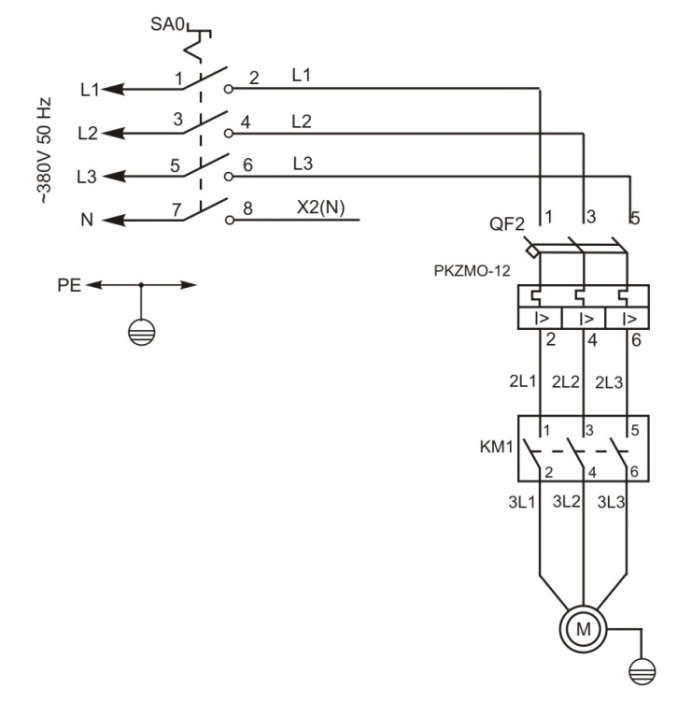 SA0
L1 1 2 L1
L2 3 4 L2
L3 5 6 L3
N 7 8 X2(N)
~380V 50 Hz
PE
QF2 1 3 5
PKZMO-12
I> I> I>
2 4 6
2L1 2L2 2L3
KM1 1 3 5
2 4 6
3L1 3L2 3L3
M